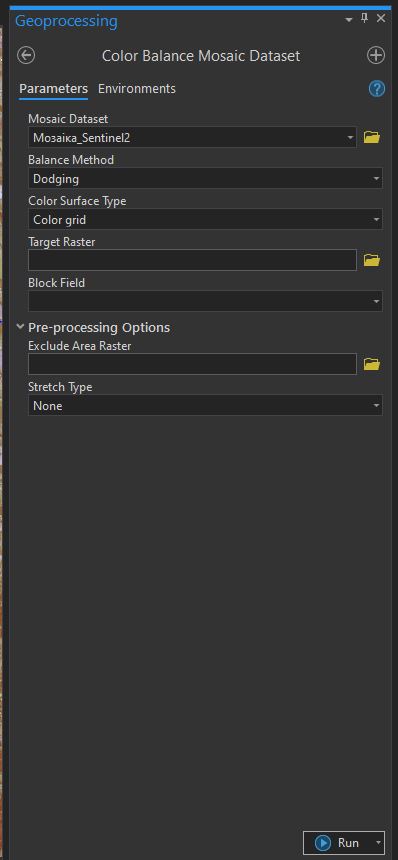 Geoprocessing
Color Balance Mosaic Dataset
Parameters Environments
Mosaic Dataset
Мозаїка_Sentinel2
Balance Method
Dodging
Color Surface Type
Color grid
Target Raster
Block Field
Pre-processing Options
Exclude Area Raster
Stretch Type
None
Run